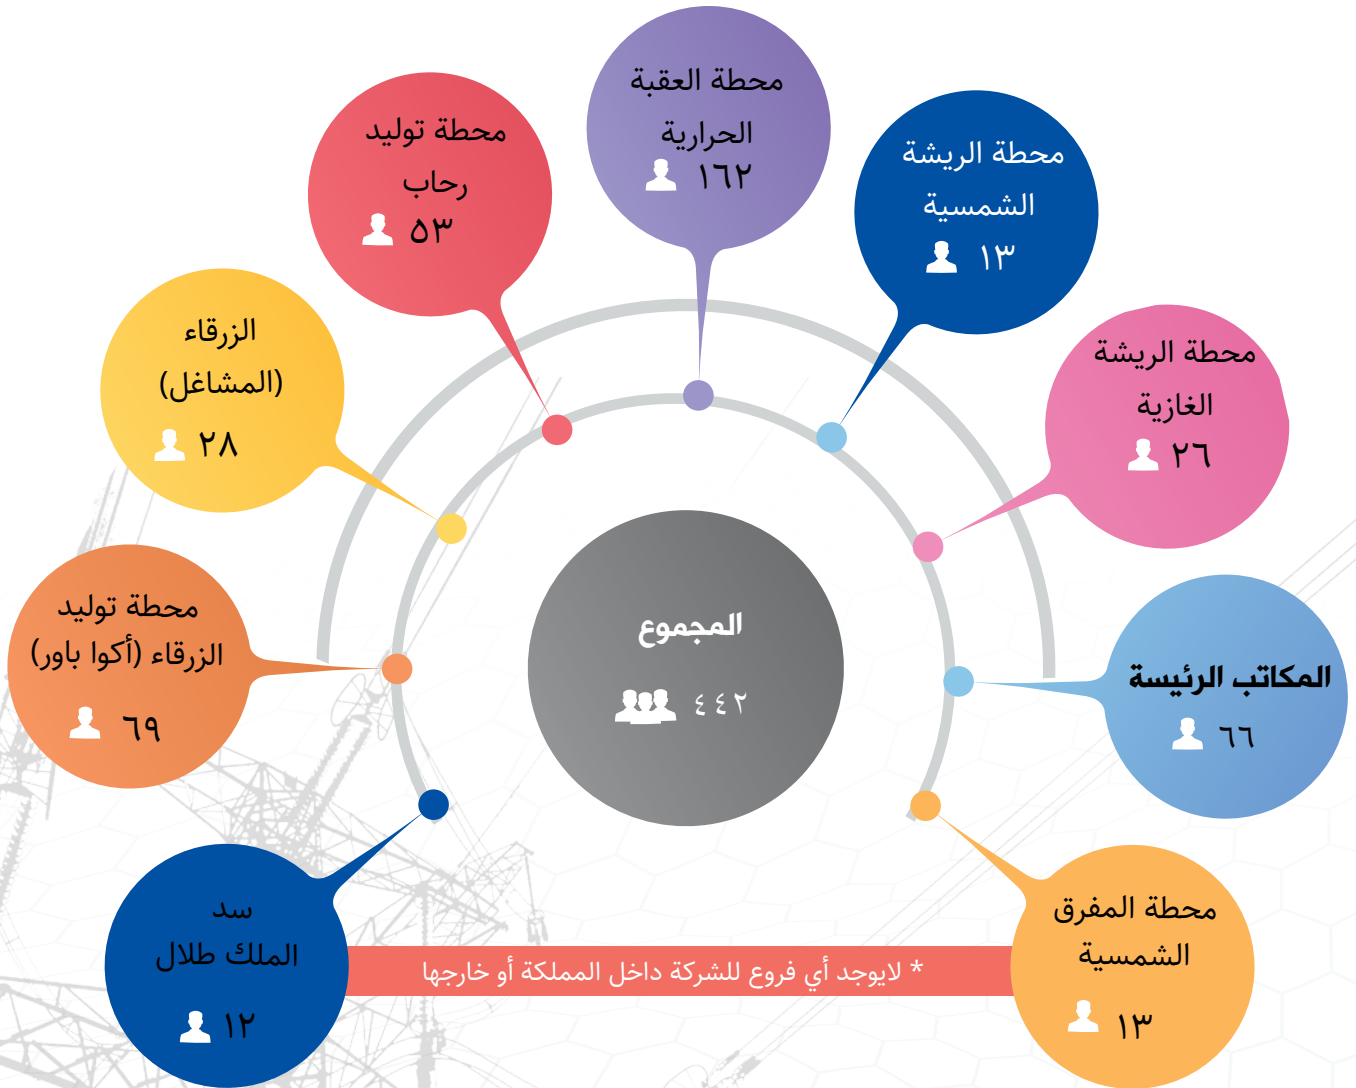 محطة العقبة
الحرارية
١٦٢
محطة توليد
رحاب
٥٣
محطة الريشة
الشمسية
١٣
الزرقاء
(المشاغل)
٢٨
محطة الريشة
الغازية
٢٦
محطة توليد
الزرقاء (أكوا باور)
٦٩
المجموع
٤٤٢
المكاتب الرئيسة
٦٦
سد
الملك طلال
١٢
محطة المفرق
الشمسية
١٣
* لايوجد أي فروع للشركة داخل المملكة أو خارجها